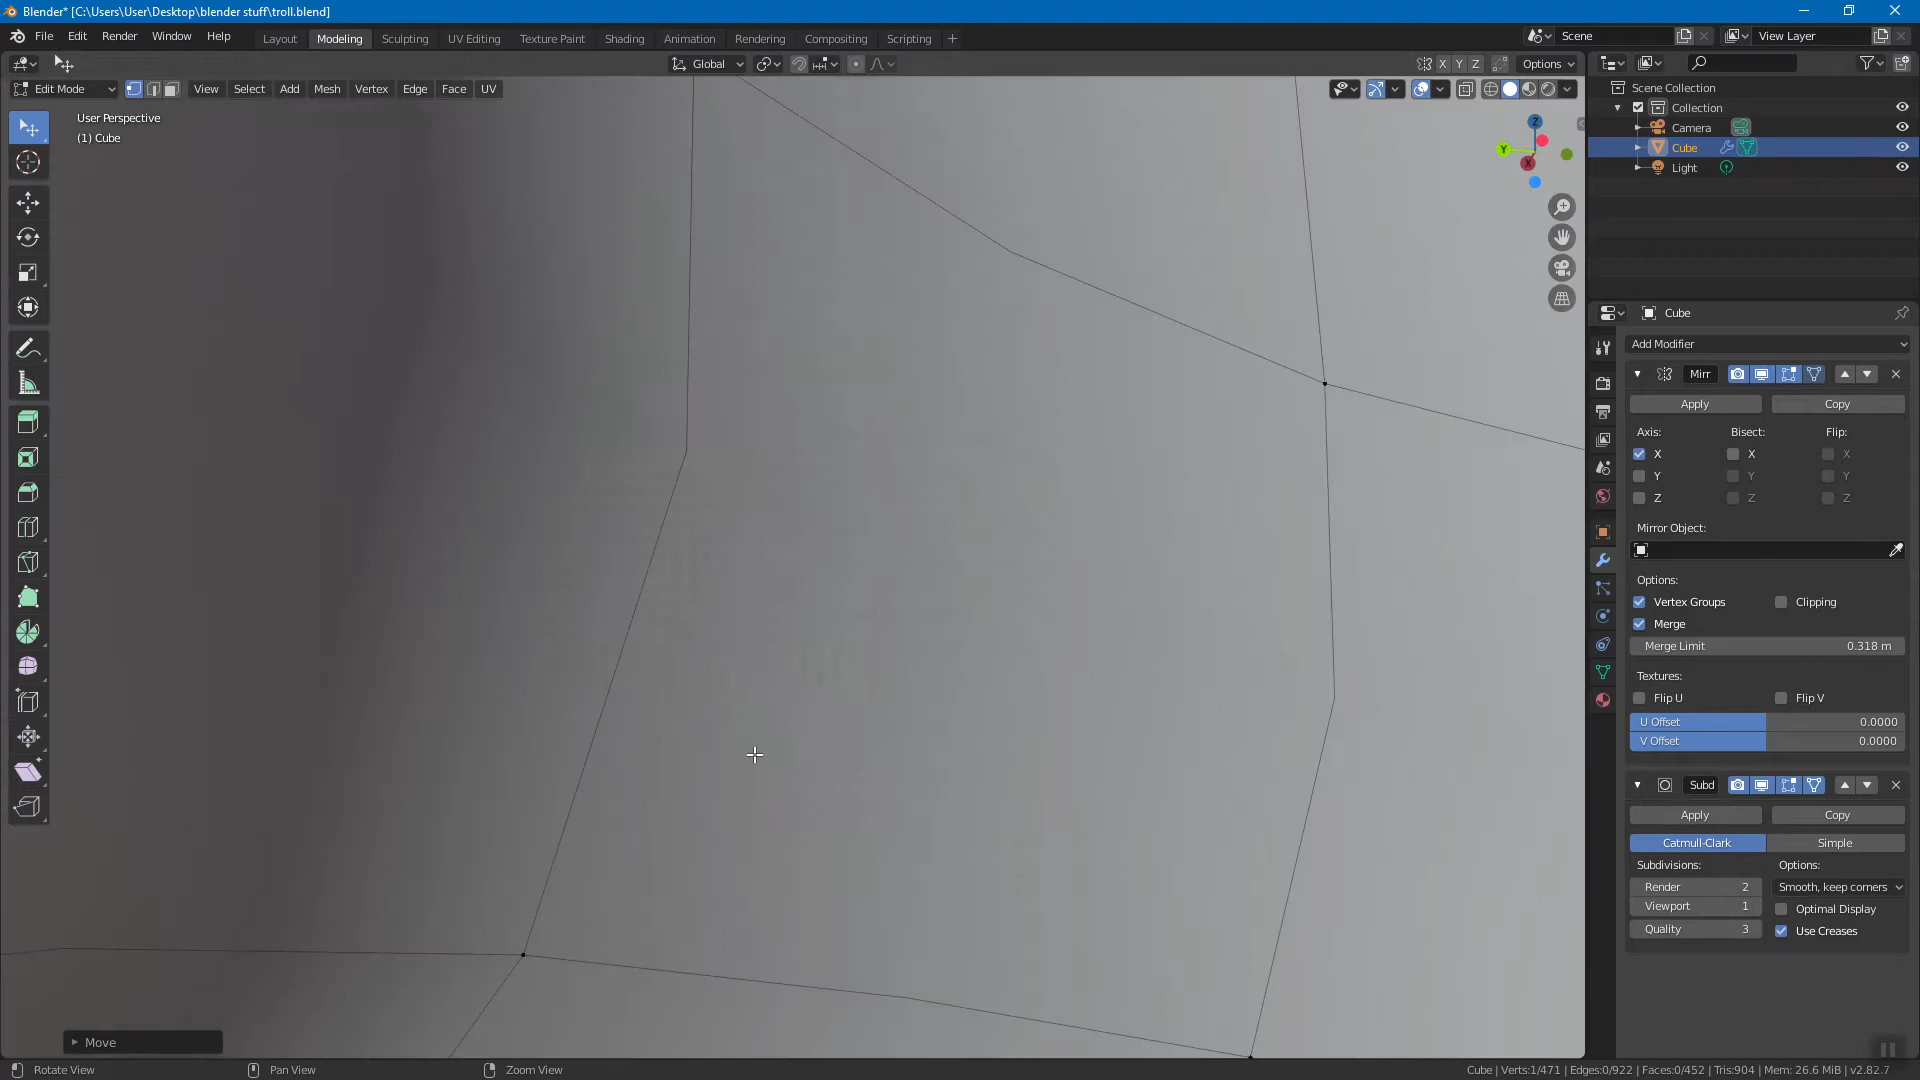 Blender* [C:\Users\User\Desktop\blender stuff\troll.blend]
File Edit Render Window Help
Layout Modeling Sculpting UV Editing Texture Paint Shading Animation Rendering Compositing Scripting +
Scene
View Layer
Global
X Y Z
Options
Edit Mode
View Select Add Mesh Vertex Edge Face UV
User Perspective
(1) Cube
Z
Y
X
Move
Scene Collection
Collection
Camera
Cube
Light
Cube
Add Modifier
Mirr
Apply Copy
Axis: Bisect: Flip:
X X X
Y Y Y
Z Z Z
Mirror Object:
Options:
Vertex Groups Clipping
Merge
Merge Limit 0.318 m
Textures:
Flip U Flip V
U Offset 0.0000
V Offset 0.0000
Subd
Apply Copy
Catmull-Clark Simple
Subdivisions: Options:
Render 2 Smooth, keep corners
Viewport 1 Optimal Display
Quality 3 Use Creases
Rotate View Pan View Zoom View
Cube | Verts:1/471 | Edges:0/922 | Faces:0/452 | Tris:904 | Mem: 26.6 MiB | v2.82.7